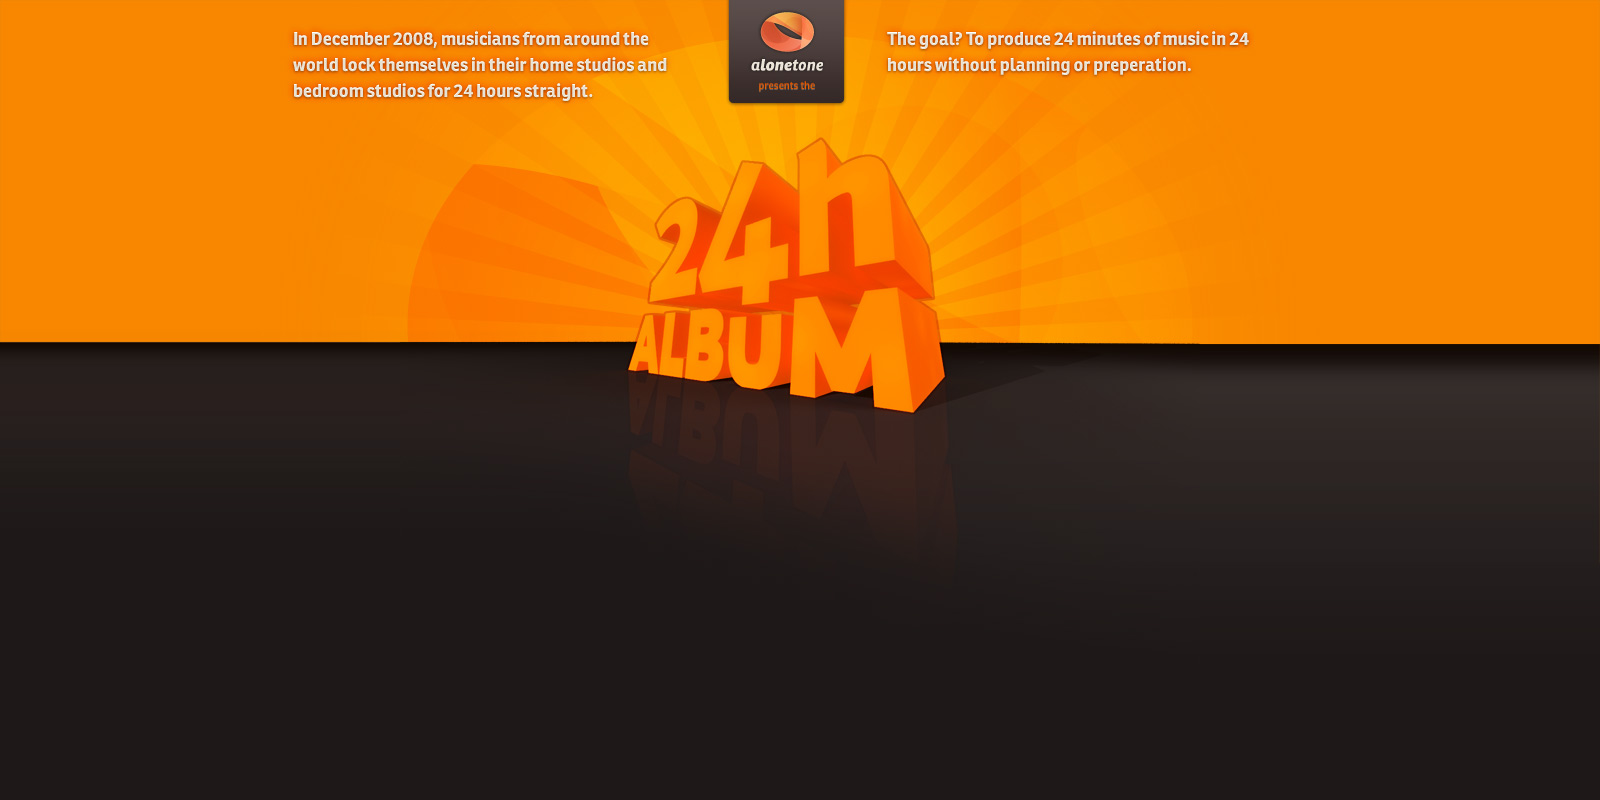 In December 2008, musicians from around the
world lock themselves in their home studios and
bedroom studios for 24 hours straight.
alonetone
presents the
The goal? To produce 24 minutes of music in 24
hours without planning or preperation.
24h
ALBUM